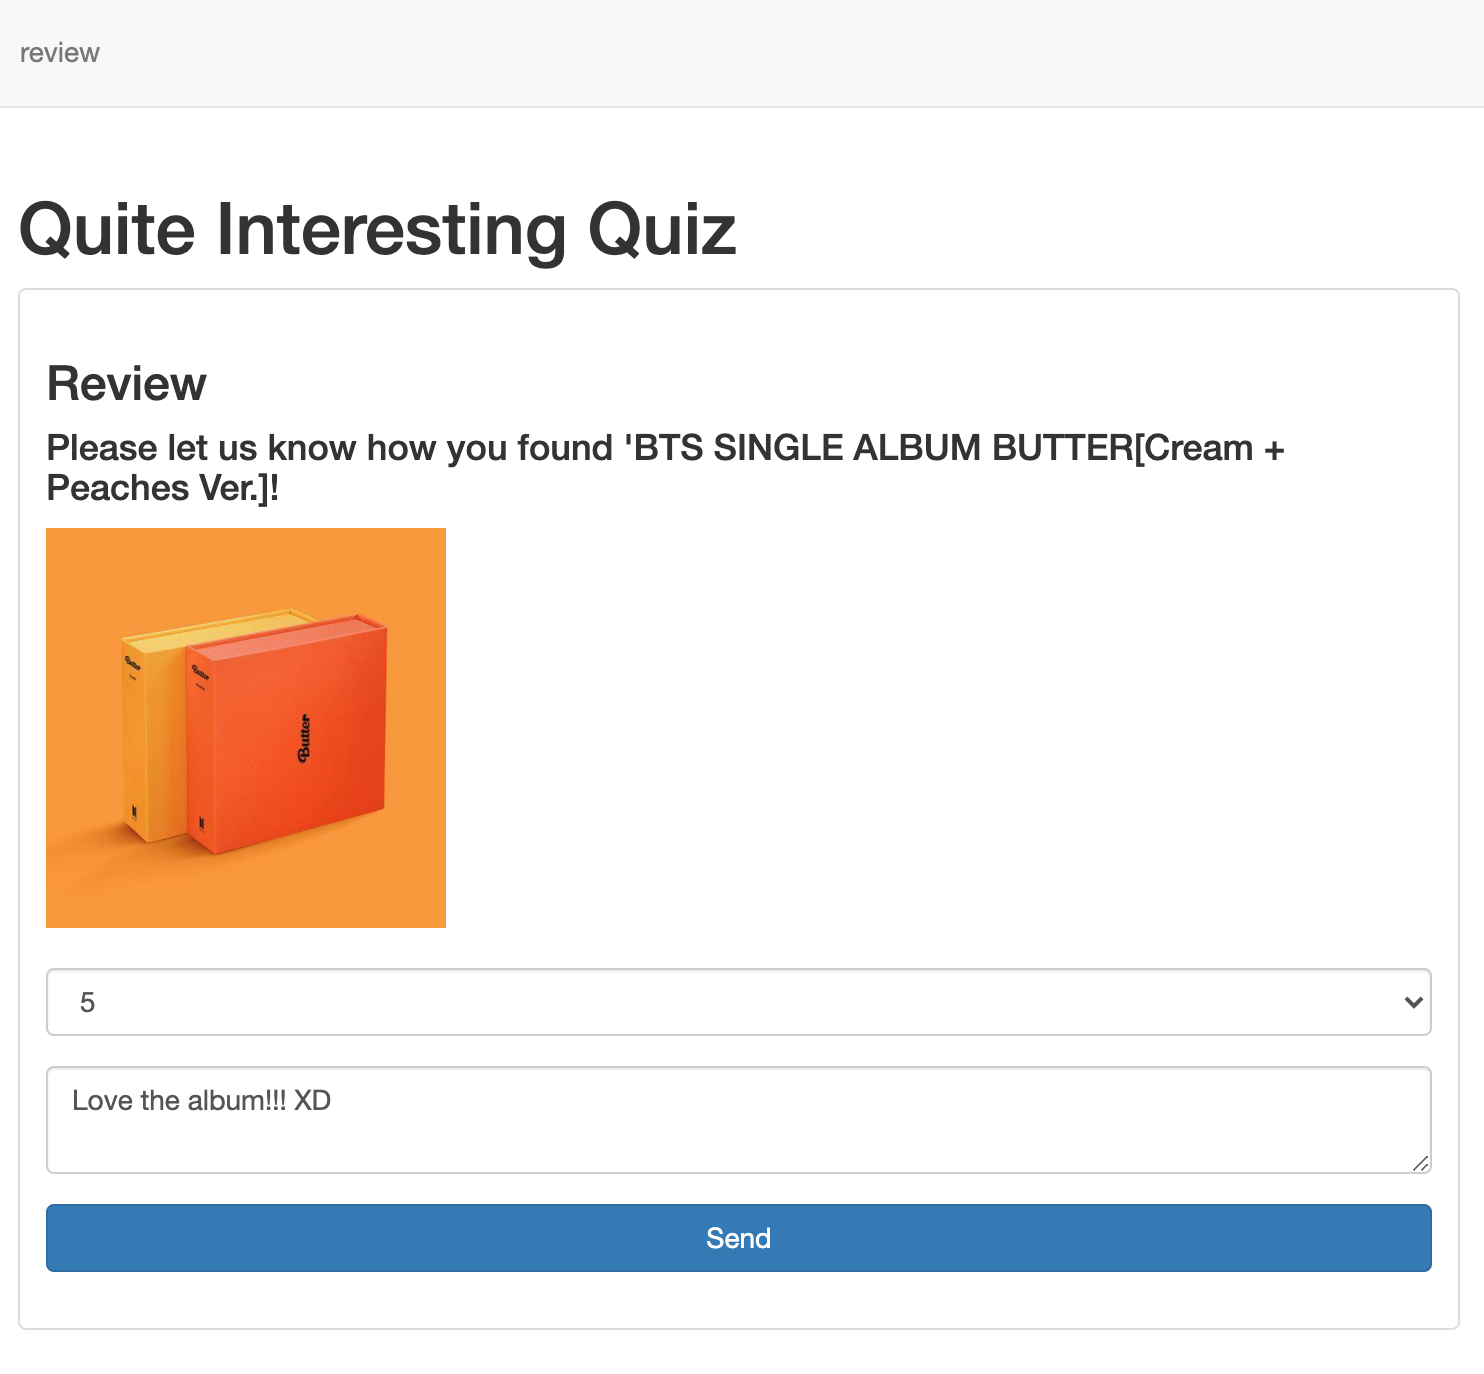 review
Quite Interesting Quiz
Review
Please let us know how you found 'BTS SINGLE ALBUM BUTTER[Cream +
Peaches Ver.]!
Butter
Butter
Butter
5
Love the album!!! XD
Send